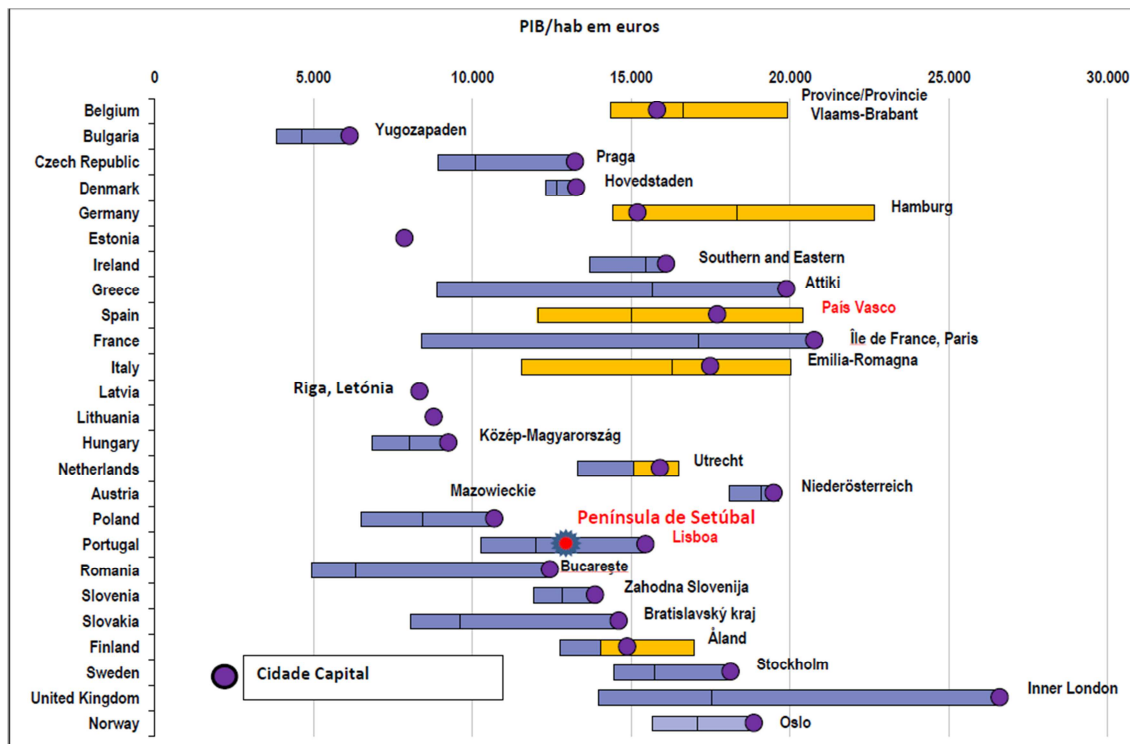 PIB/hab em euros
0 5.000 10.000 15.000 20.000 25.000 30.000
Belgium Province/Provincie
Vlaams-Brabant
Bulgaria Yugozapaden
Czech Republic Praga
Denmark Hovedstaden
Germany Hamburg
Estonia
Ireland Southern and Eastern
Greece Attiki
Spain País Vasco
France Île de France, Paris
Italy Emilia-Romagna
Latvia Riga, Letónia
Lithuania
Hungary Közép-Magyarország
Netherlands Utrecht
Austria Niederösterreich
Poland Mazowieckie
Península de Setúbal
Portugal Lisboa
Romania Bucareşte
Slovenia Zahodna Slovenija
Slovakia Bratislavský kraj
Finland Åland
Sweden Stockholm
Cidade Capital
United Kingdom Inner London
Norway Oslo